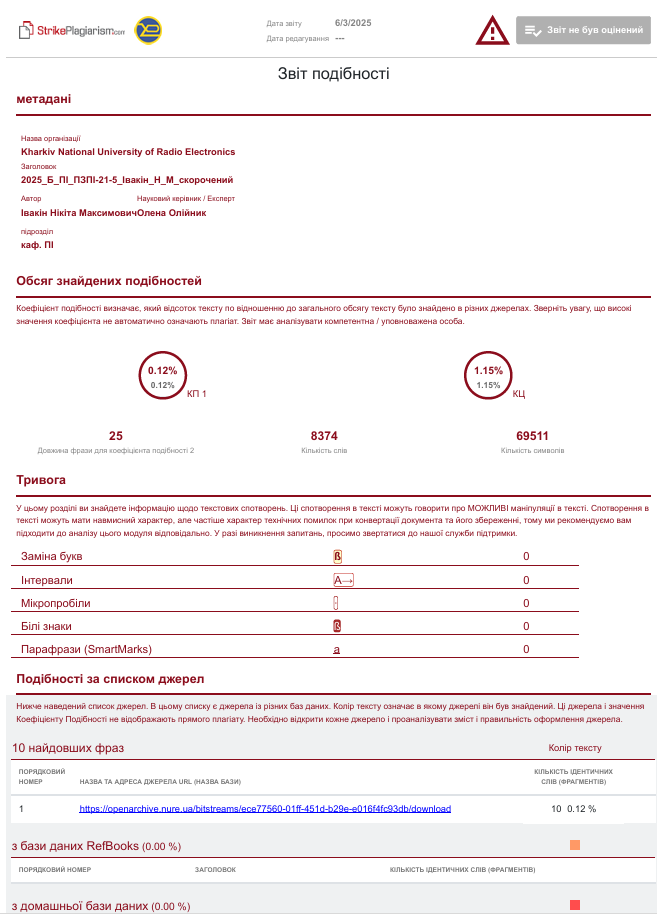 StrikePlagiarism.com
Дата звіту 6/3/2025
Дата редагування ---
Звіт не був оцінений
Звіт подібності
метадані
Назва організації
Kharkiv National University of Radio Electronics
Заголовок
2025_Б_ПІ_ПЗПІ-21-5_Івакін_Н_М_скорочений
Автор Науковий керівник / Експерт
Івакін Нікіта МаксимовичОлена Олійник
підрозділ
каф. ПІ
Обсяг знайдених подібностей
Коефіцієнт подібності визначає, який відсоток тексту по відношенню до загального обсягу тексту було знайдено в різних джерелах. Зверніть увагу, що високі
значення коефіцієнта не автоматично означають плагіат. Звіт має аналізувати компетентна / уповноважена особа.
0.12% 1.15%
0.12% 1.15%
КП 1 КЦ
25 8374 69511
Довжина фрази для коефіцієнта подібності 2 Кількість слів Кількість символів
Тривога
У цьому розділі ви знайдете інформацію щодо текстових спотворень. Ці спотворення в тексті можуть говорити про МОЖЛИВІ маніпуляції в тексті. Спотворення в
тексті можуть мати навмисний характер, але частіше характер технічних помилок при конвертації документа та його збереженні, тому ми рекомендуємо вам
підходити до аналізу цього модуля відповідально. У разі виникнення запитань, просимо звертатися до нашої служби підтримки.
Заміна букв ß 0
Інтервали A→ 0
Мікропробіли 0
Білі знаки ß 0
Парафрази (SmartMarks) a 0
Подібності за списком джерел
Нижче наведений список джерел. В цьому списку є джерела із різних баз даних. Колір тексту означає в якому джерелі він був знайдений. Ці джерела і значення
Коефіцієнту Подібності не відображають прямого плагіату. Необхідно відкрити кожне джерело і проаналізувати зміст і правильність оформлення джерела.
10 найдовших фраз Колір тексту
ПОРЯДКОВИЙ КІЛЬКІСТЬ ІДЕНТИЧНИХ
НОМЕР НАЗВА ТА АДРЕСА ДЖЕРЕЛА URL (НАЗВА БАЗИ) СЛІВ (ФРАГМЕНТІВ)
1 https://openarchive.nure.ua/bitstreams/ece77560-01ff-451d-b29e-e016f4fc93db/download 10 0.12 %
з бази даних RefBooks (0.00 %)
ПОРЯДКОВИЙ НОМЕР ЗАГОЛОВОК КІЛЬКІСТЬ ІДЕНТИЧНИХ СЛІВ (ФРАГМЕНТІВ)
з домашньої бази даних (0.00 %)